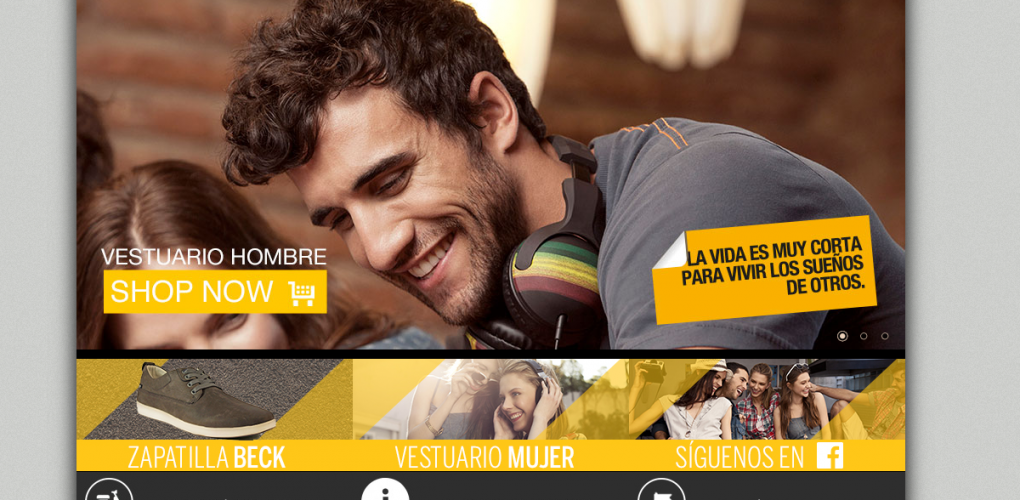 VESTUARIO HOMBRE
SHOP NOW
LA VIDA ES MUY CORTA
PARA VIVIR LOS SUEÑOS
DE OTROS.
ZAPATILLA BECK
VESTUARIO MUJER
SÍGUENOS EN f